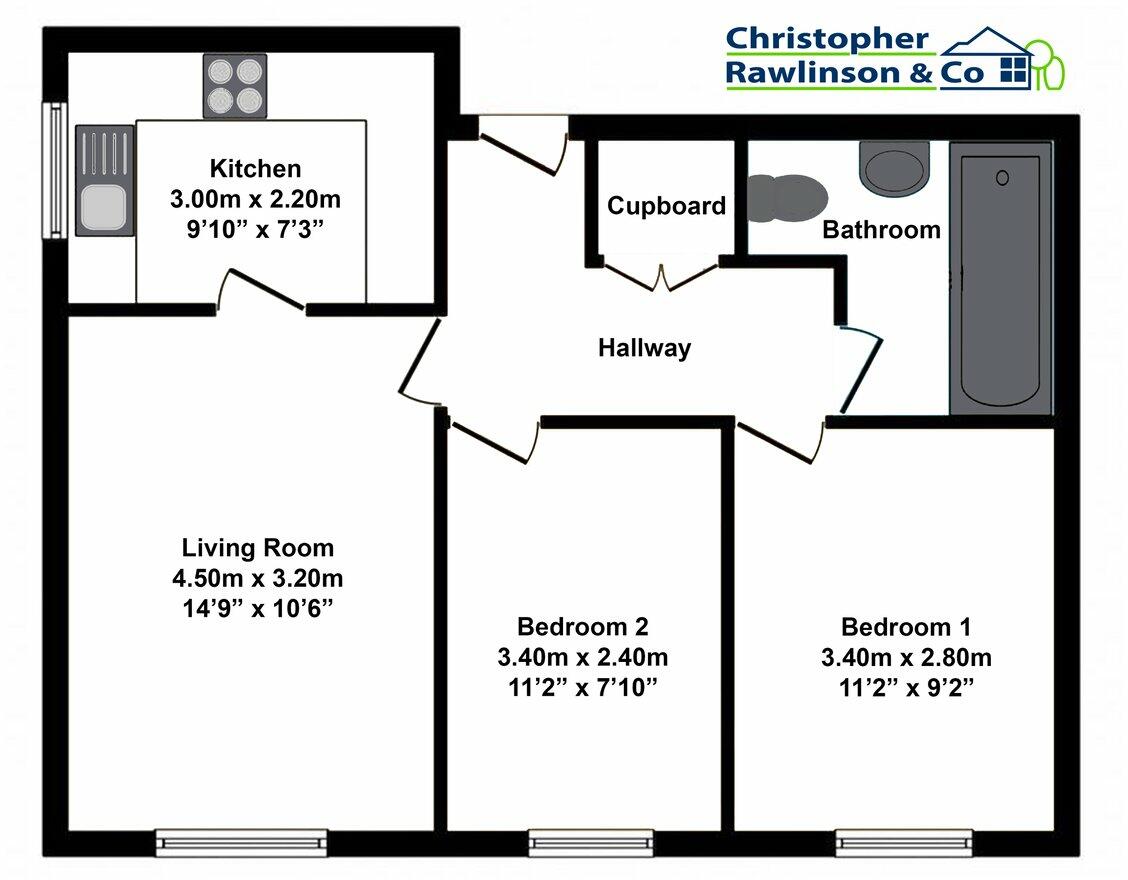 Christopher
Rawlinson & Co
Kitchen
3.00m x 2.20m
9’10” x 7’3”
Cupboard
Bathroom
Hallway
Living Room
4.50m x 3.20m
14’9” x 10’6”
Bedroom 2
3.40m x 2.40m
11’2” x 7’10”
Bedroom 1
3.40m x 2.80m
11’2” x 9’2”